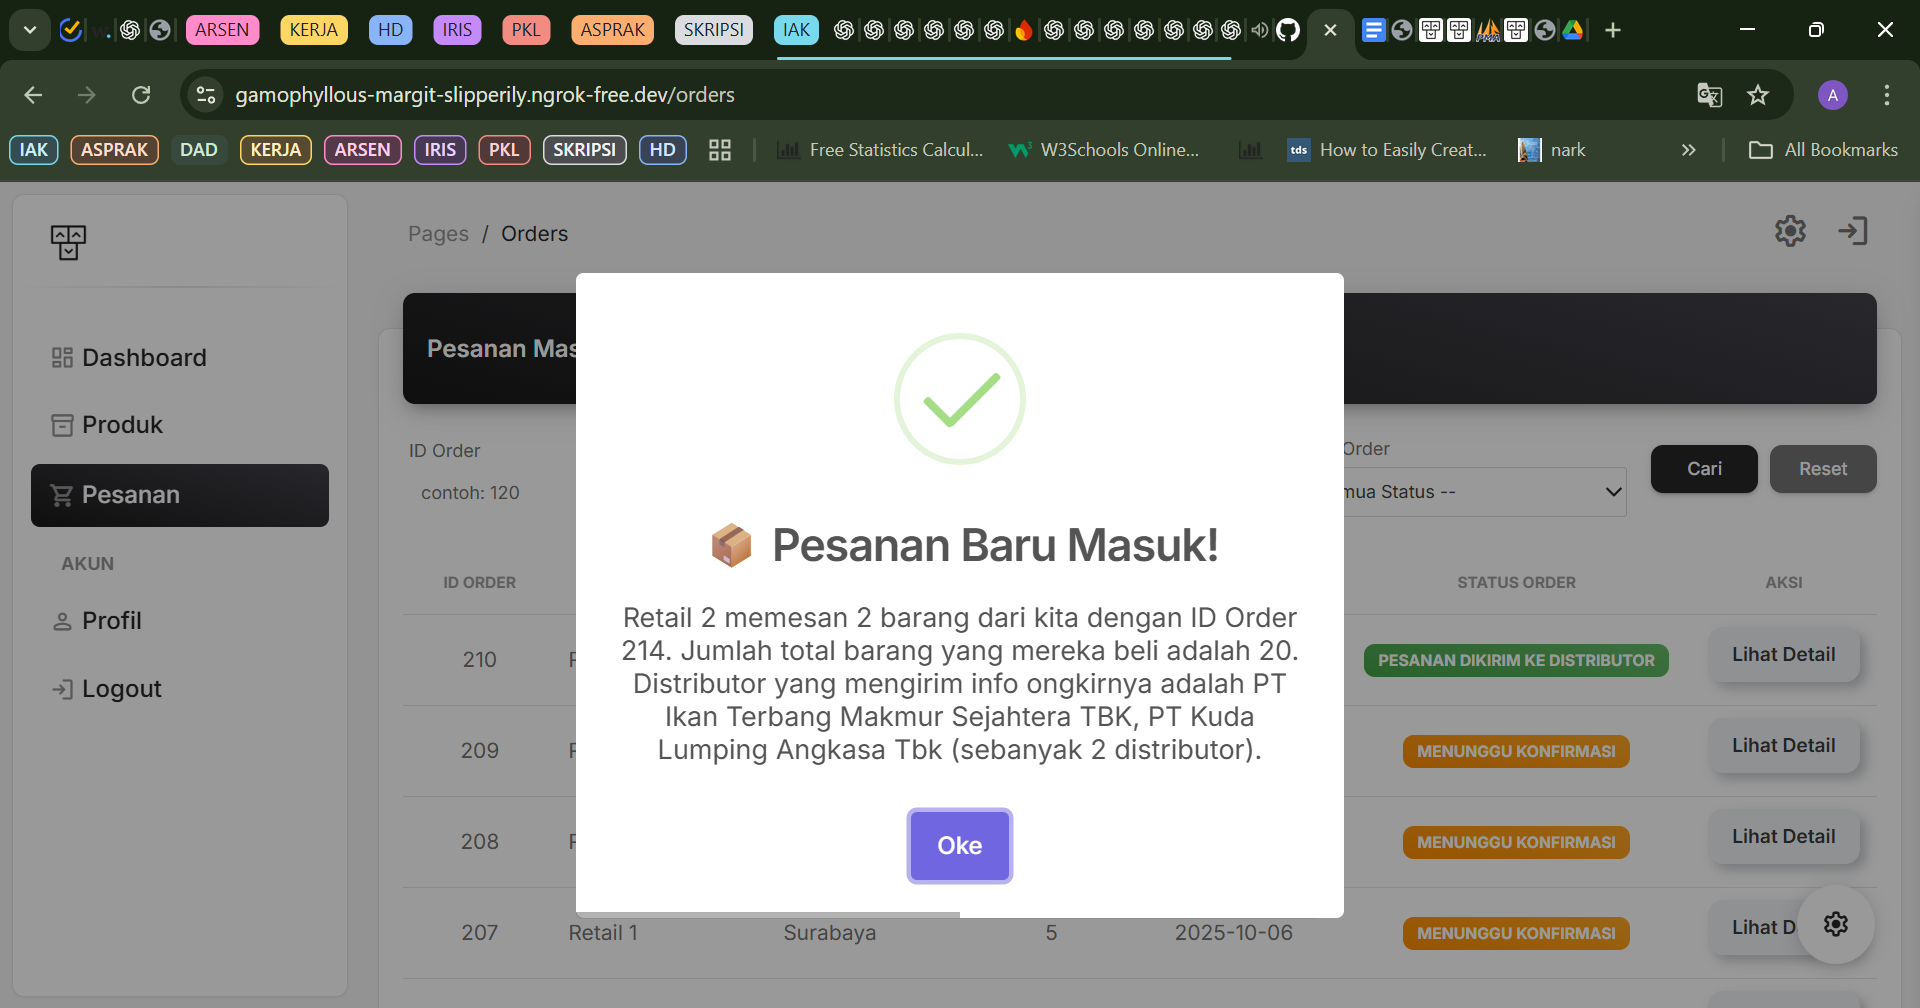 ARSEN KERJA HD IRIS PKL ASPRAK SKRIPSI IAK
gamophyllous-margit-slipperily.ngrok-free.dev/orders
A
IAK ASPRAK DAD KERJA ARSEN IRIS PKL SKRIPSI HD Free Statistics Calcul... W3Schools Online... tds How to Easily Creat... nark » All Bookmarks
Pages / Orders
Dashboard
Produk
Pesanan
AKUN
Profil
Logout
Pesanan Mas
ID Order
contoh: 120
Order
mua Status --
Cari
Reset
ID ORDER STATUS ORDER AKSI
210 PESANAN DIKIRIM KE DISTRIBUTOR Lihat Detail
209 MENUNGGU KONFIRMASI Lihat Detail
208 MENUNGGU KONFIRMASI Lihat Detail
207 Retail 1 Surabaya 5 2025-10-06 MENUNGGU KONFIRMASI Lihat D
Pesanan Baru Masuk!
Retail 2 memesan 2 barang dari kita dengan ID Order
214. Jumlah total barang yang mereka beli adalah 20.
Distributor yang mengirim info ongkirnya adalah PT
Ikan Terbang Makmur Sejahtera TBK, PT Kuda
Lumping Angkasa Tbk (sebanyak 2 distributor).
Oke